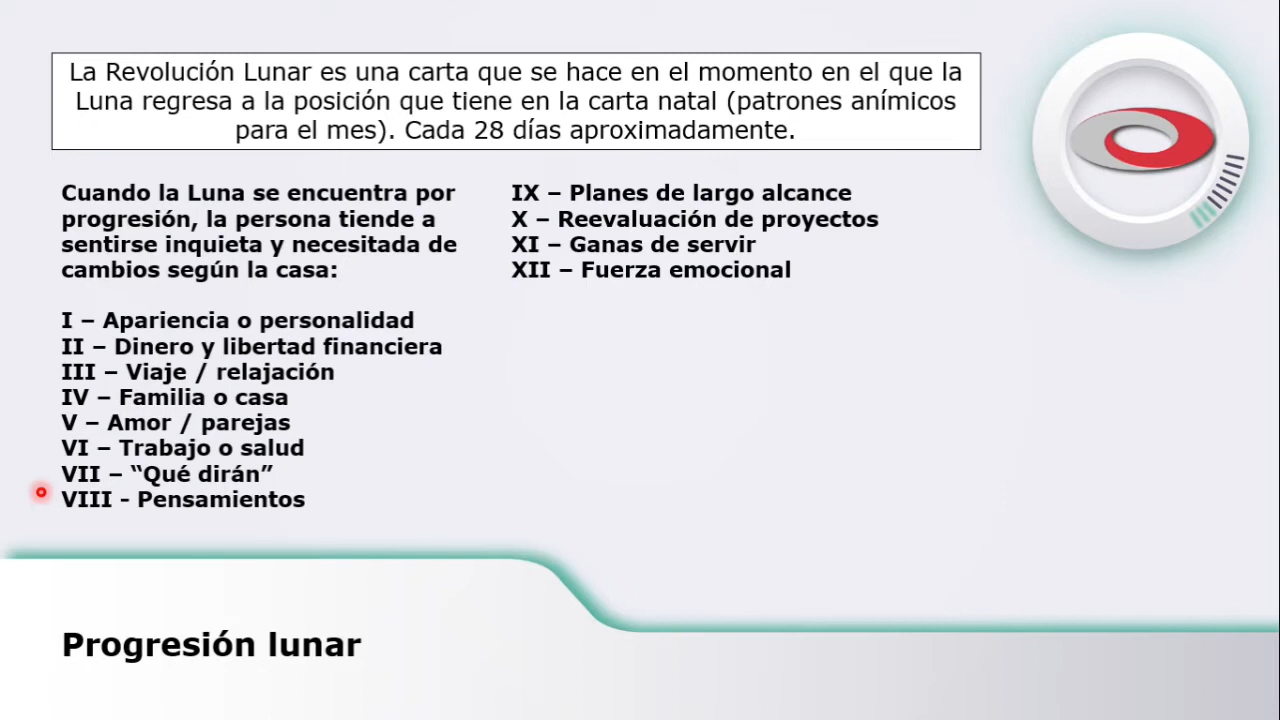 La Revolución Lunar es una carta que se hace en el momento en el que la
Luna regresa a la posición que tiene en la carta natal (patrones anímicos
para el mes). Cada 28 días aproximadamente.
Cuando la Luna se encuentra por
progresión, la persona tiende a
sentirse inquieta y necesitada de
cambios según la casa:
I – Apariencia o personalidad
II – Dinero y libertad financiera
III – Viaje / relajación
IV – Familia o casa
V – Amor / parejas
VI – Trabajo o salud
VII – “Qué dirán”
VIII - Pensamientos
IX – Planes de largo alcance
X – Reevaluación de proyectos
XI – Ganas de servir
XII – Fuerza emocional
Progresión lunar